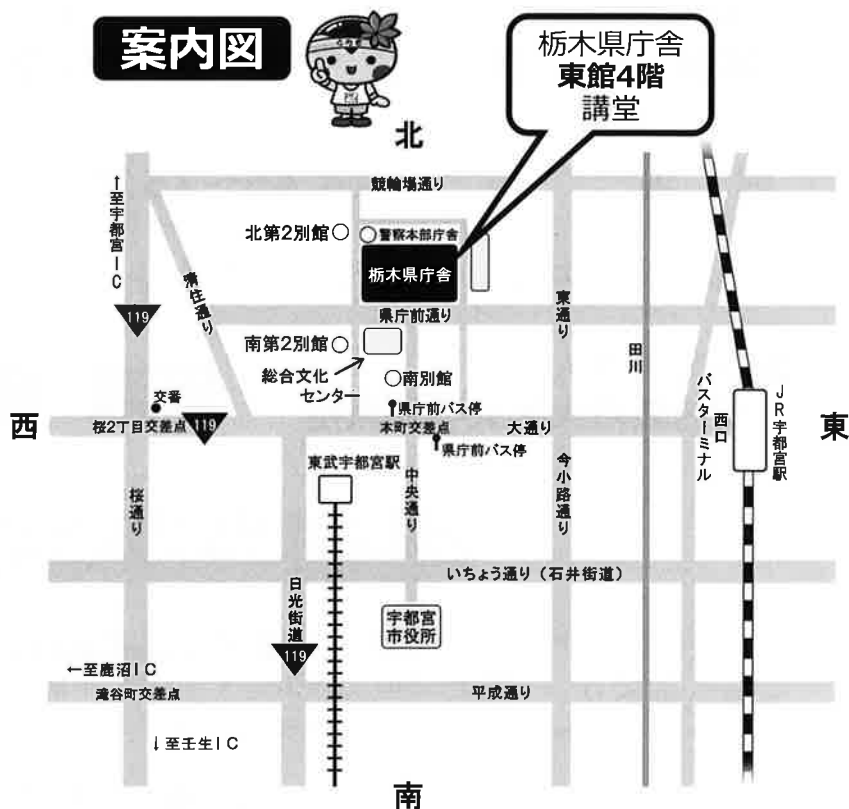 案内図
とちぎ
栃木県庁舎
東館4階
講堂
北
競輪場通り
↑至宇都宮IC
北第2別館
警察本部庁舎
清住通り
栃木県庁舎
119
県庁前通り
東通り
田川
南第2別館
総合文化
センター
南別館
交番
県庁前バス停
西
桜2丁目交差点
119
本町交差点
大通り
県庁前バス停
西口
バスターミナル
JR宇都宮駅
東
東武宇都宮駅
桜通り
中央通り
今小路通り
いちょう通り(石井街道)
日光街道
宇都宮
市役所
119
←至鹿沼IC
滝谷町交差点
平成通り
↓至壬生IC
南